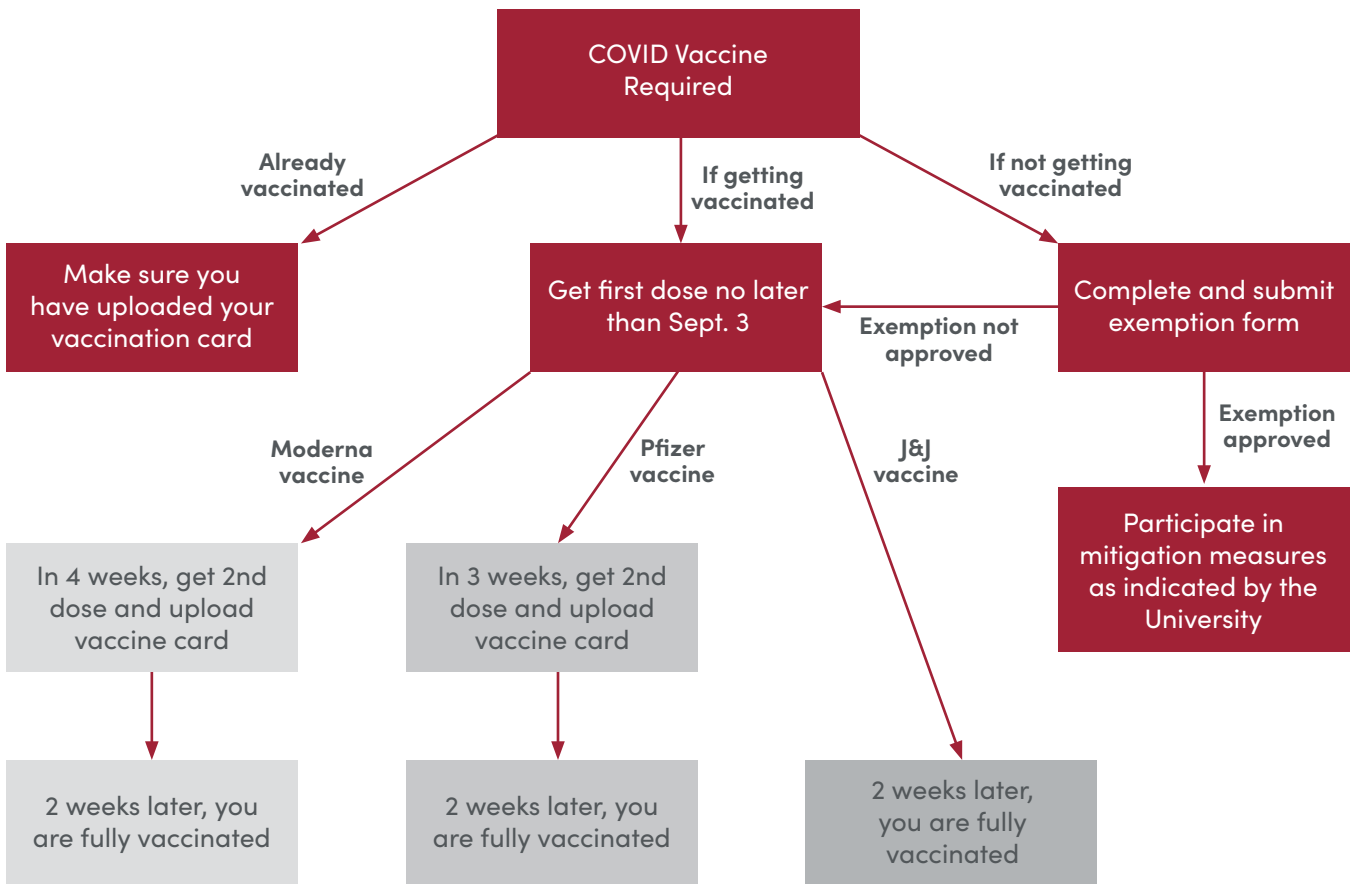 COVID Vaccine
Required
Already
vaccinated
If getting
vaccinated
If not getting
vaccinated
Make sure you
have uploaded your
vaccination card
Get first dose no later
than Sept. 3
Exemption not
approved
Complete and submit
exemption form
Exemption
approved
Moderna
vaccine
Pfizer
vaccine
J&J
vaccine
Participate in
mitigation measures
as indicated by the
University
In 4 weeks, get 2nd
dose and upload
vaccine card
In 3 weeks, get 2nd
dose and upload
vaccine card
2 weeks later, you
are fully vaccinated
2 weeks later, you
are fully vaccinated
2 weeks later,
you are fully
vaccinated